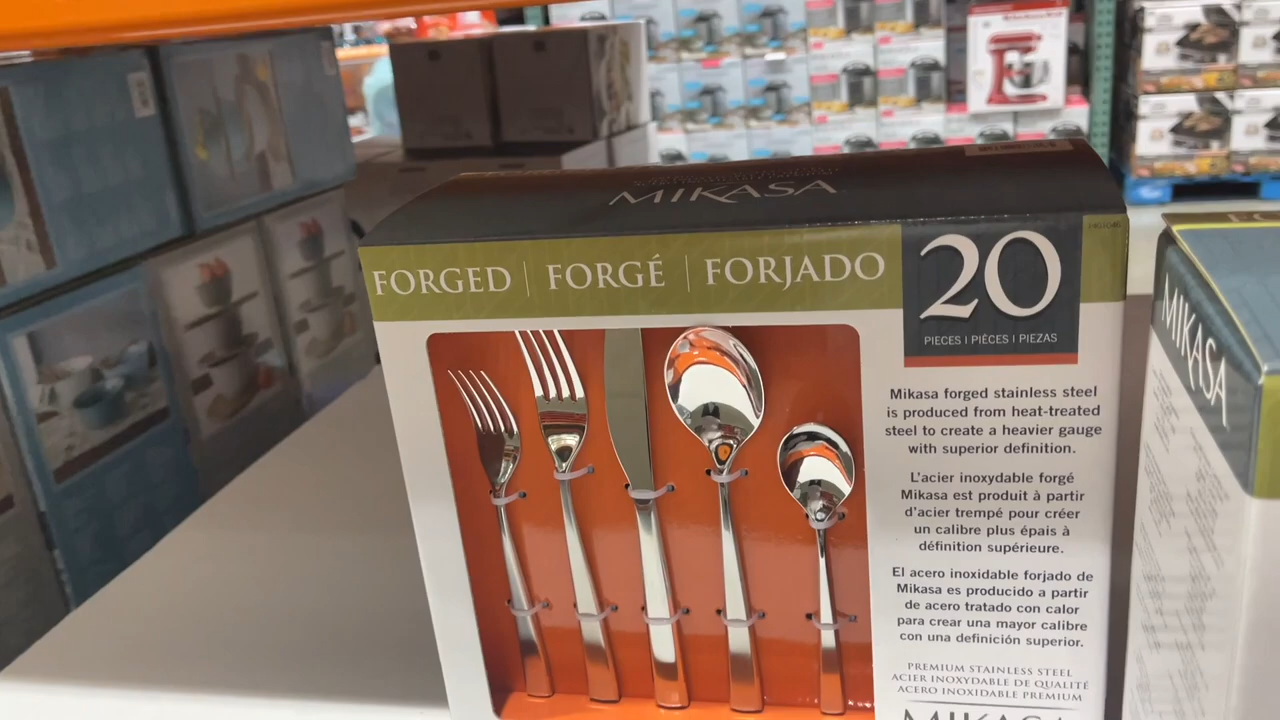 MIKASA
FORGED | FORGÉ | FORJADO
20
PIECES | PIÈCES | PIEZAS
Mikasa forged stainless steel
is produced from heat-treated
steel to create a heavier gauge
with superior definition.
L'acier inoxydable forgé
Mikasa est produit à partir
d'acier trempé pour créer
un calibre plus épais à
définition supérieure.
El acero inoxidable forjado de
Mikasa es producido a partir
de acero tratado con calor
para crear una mayor calibre
con una definición superior.
PREMIUM STAINLESS STEEL
ACIER INOXYDABLE DE QUALITÉ
ACERO INOXIDABLE PREMIUM
MIKASA
MIKASA